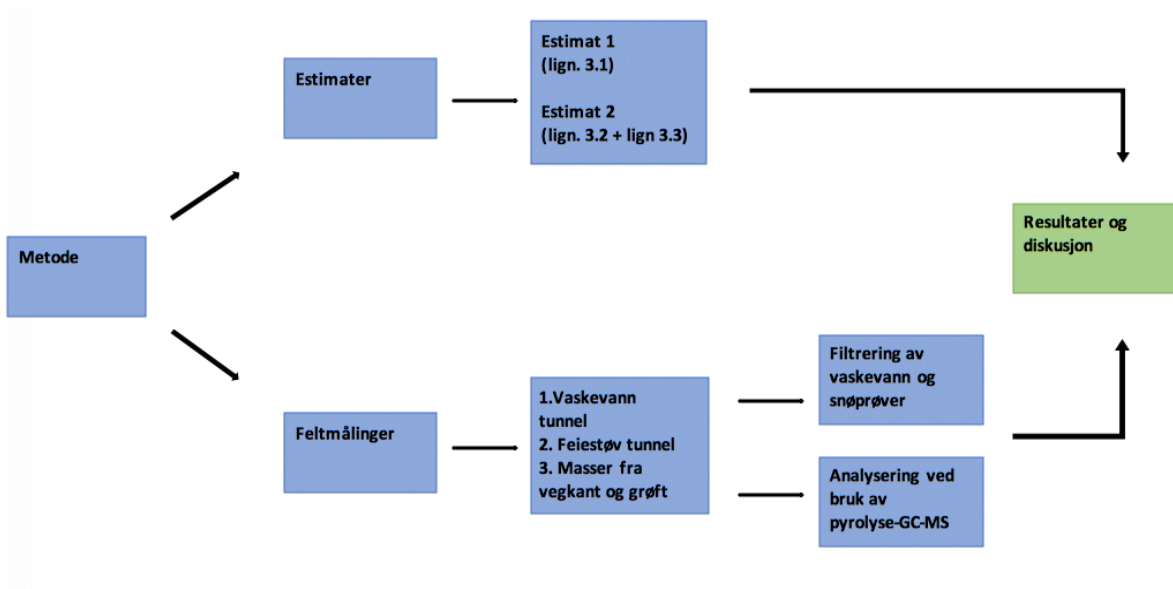 Metode
Estimater
Estimat 1
(lign. 3.1)
Estimat 2
(lign. 3.2 + lign 3.3)
Feltmålinger
1.Vaskevann
tunnel
2. Feiestøv tunnel
3. Masser fra
vegkant og grøft
Filtrering av
vaskevann og
snøprøver
Analysering ved
bruk av
pyrolyse-GC-MS
Resultater og
diskusjon